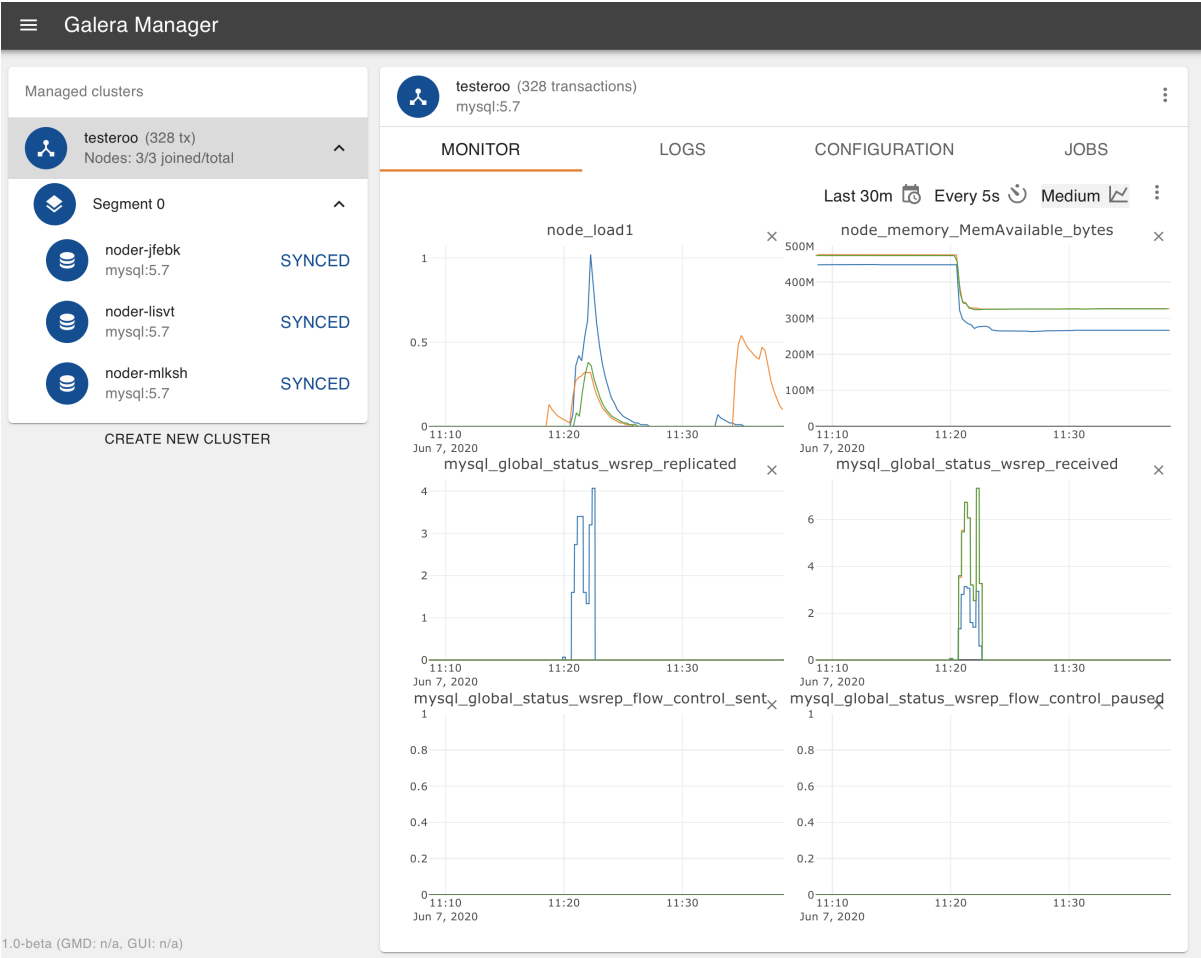 Galera Manager
Managed clusters
testeroo (328 tx)
Nodes: 3/3 joined/total
Segment 0
noder-jfebk
mysql:5.7
SYNCED
noder-lisvt
mysql:5.7
SYNCED
noder-mlksh
mysql:5.7
SYNCED
CREATE NEW CLUSTER
testeroo (328 transactions)
mysql:5.7
MONITOR LOGS CONFIGURATION JOBS
Last 30m Every 5s Medium
node_load1
1
0.5
0
11:10 11:20 11:30
Jun 7, 2020
node_memory_MemAvailable_bytes
500M
400M
300M
200M
100M
0
11:10 11:20 11:30
Jun 7, 2020
mysql_global_status_wsrep_replicated
4
3
2
1
0
11:10 11:20 11:30
Jun 7, 2020
mysql_global_status_wsrep_received
6
4
2
0
11:10 11:20 11:30
Jun 7, 2020
mysql_global_status_wsrep_flow_control_sent
1
0.8
0.6
0.4
0.2
0
11:10 11:20 11:30
Jun 7, 2020
mysql_global_status_wsrep_flow_control_paused
1
0.8
0.6
0.4
0.2
0
11:10 11:20 11:30
Jun 7, 2020
1.0-beta (GMD: n/a, GUI: n/a)